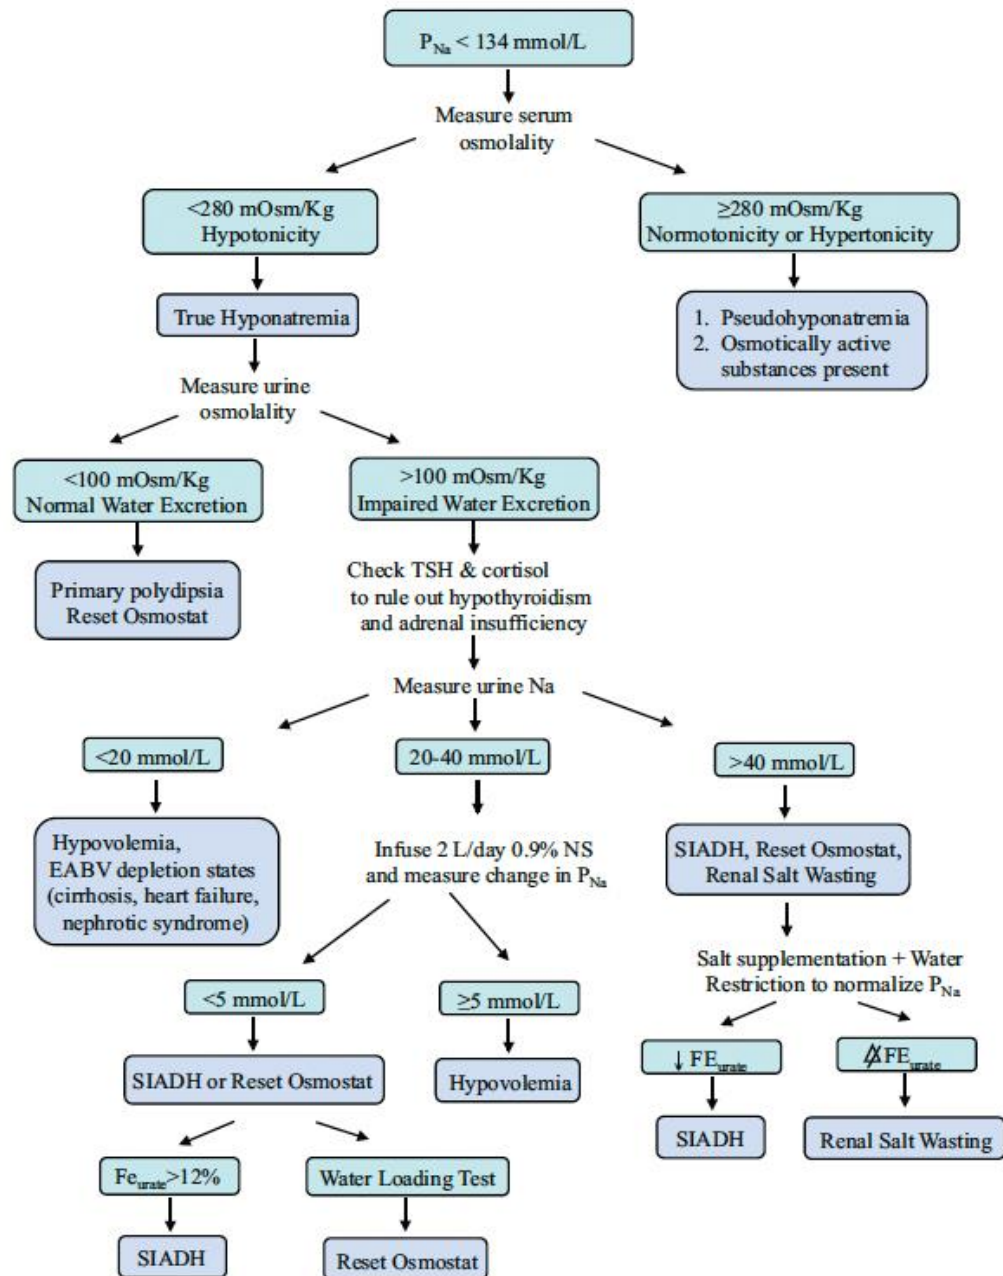 P_Na < 134 mmol/L
Measure serum
osmolality
<280 mOsm/Kg
Hypotonicity
≥280 mOsm/Kg
Normotonicity or Hypertonicity
True Hyponatremia
1. Pseudohyponatremia
2. Osmotically active
substances present
Measure urine
osmolality
<100 mOsm/Kg
Normal Water Excretion
>100 mOsm/Kg
Impaired Water Excretion
Primary polydipsia
Reset Osmostat
Check TSH & cortisol
to rule out hypothyroidism
and adrenal insufficiency
Measure urine Na
<20 mmol/L
20-40 mmol/L
>40 mmol/L
Hypovolemia,
EABV depletion states
(cirrhosis, heart failure,
nephrotic syndrome)
Infuse 2 L/day 0.9% NS
and measure change in P_Na
SIADH, Reset Osmostat,
Renal Salt Wasting
Salt supplementation + Water
Restriction to normalize P_Na
<5 mmol/L
≥5 mmol/L
↓ FE_urate
FE_urate
SIADH or Reset Osmostat
Hypovolemia
SIADH
Renal Salt Wasting
Fe_urate>12%
Water Loading Test
SIADH
Reset Osmostat